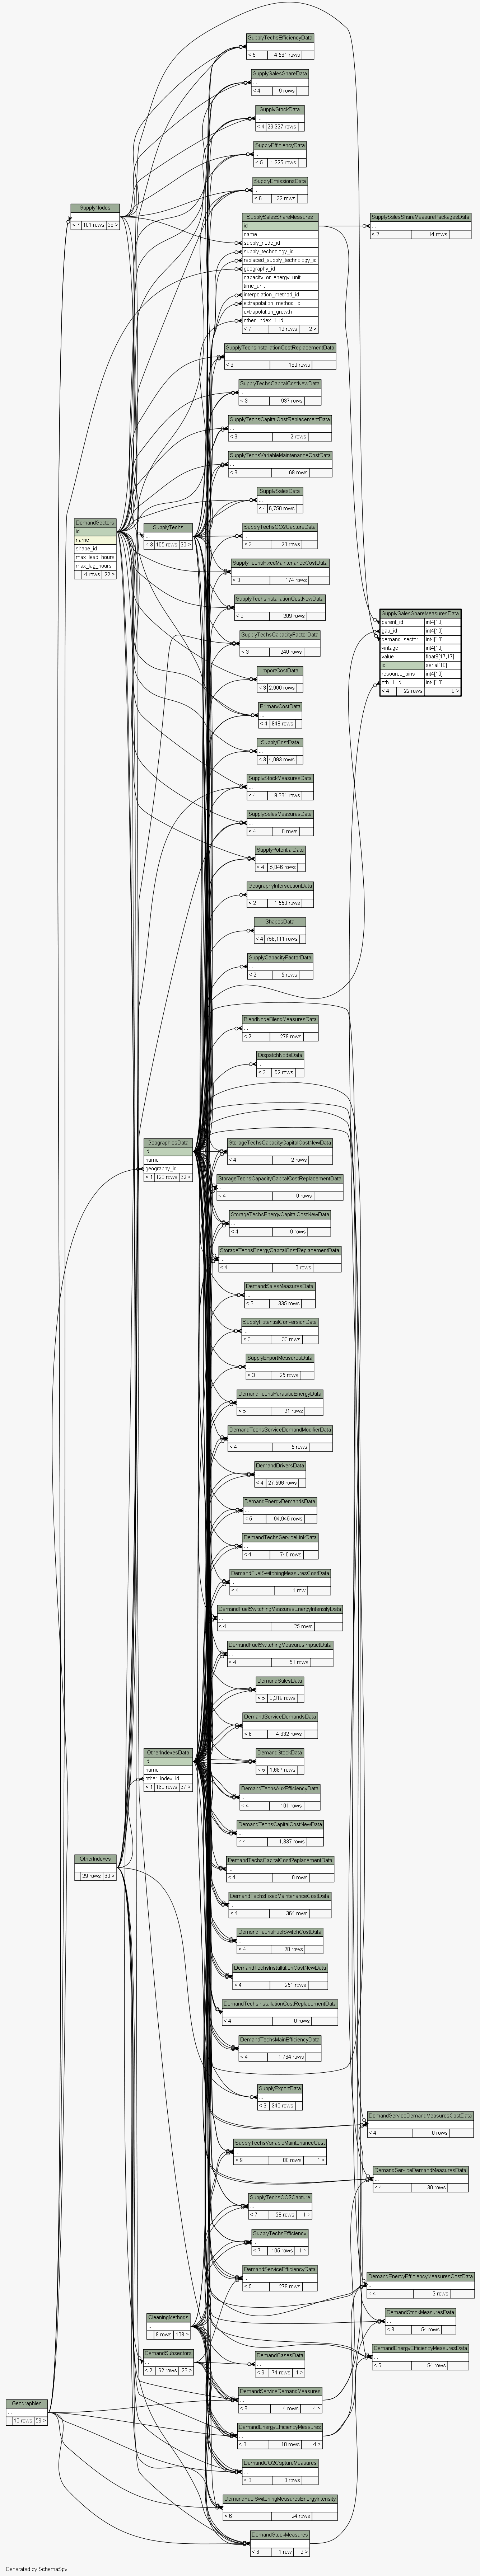 SupplyTechsEfficiencyData
...
< 5 4,561 rows
SupplySalesShareData
...
< 4 9 rows
SupplyStockData
...
< 4 26,327 rows
SupplyEfficiencyData
...
< 5 1,225 rows
SupplyEmissionsData
...
< 6 32 rows
SupplyNodes
...
< 7 101 rows 38 >
SupplySalesShareMeasures
id
name
supply_node_id
supply_technology_id
replaced_supply_technology_id
geography_id
capacity_or_energy_unit
time_unit
interpolation_method_id
extrapolation_method_id
extrapolation_growth
other_index_1_id
< 7 12 rows 2 >
SupplySalesShareMeasurePackagesData
...
< 2 14 rows
SupplyTechsInstallationCostReplacementData
...
< 3 180 rows
SupplyTechsCapitalCostNewData
...
< 3 937 rows
SupplyTechsCapitalCostReplacementData
...
< 3 2 rows
SupplyTechsVariableMaintenanceCostData
...
< 3 68 rows
SupplySalesData
...
< 4 6,750 rows
DemandSectors
id
name
shape_id
max_lead_hours
max_lag_hours
4 rows 22 >
SupplyTechs
...
< 3 105 rows 30 >
SupplyTechsCO2CaptureData
...
< 2 28 rows
SupplyTechsFixedMaintenanceCostData
...
< 3 174 rows
SupplyTechsInstallationCostNewData
...
< 3 209 rows
SupplySalesShareMeasuresData
parent_id int4[10]
gau_id int4[10]
demand_sector int4[10]
vintage int4[10]
value float8[17,17]
id serial[10]
resource_bins int4[10]
oth_1_id int4[10]
< 4 22 rows 0 >
SupplyTechsCapacityFactorData
...
< 3 240 rows
ImportCostData
...
< 3 2,900 rows
PrimaryCostData
...
< 4 848 rows
SupplyCostData
...
< 3 4,093 rows
SupplyStockMeasuresData
...
< 4 9,331 rows
SupplySalesMeasuresData
...
< 4 0 rows
SupplyPotentialData
...
< 4 5,846 rows
GeographyIntersectionData
...
< 2 1,550 rows
ShapesData
...
< 4 756,111 rows
SupplyCapacityFactorData
...
< 2 5 rows
BlendNodeBlendMeasuresData
...
< 2 278 rows
DispatchNodeData
...
< 2 52 rows
GeographiesData
id
name
geography_id
< 1 128 rows 62 >
StorageTechsCapacityCapitalCostNewData
...
< 4 2 rows
StorageTechsCapacityCapitalCostReplacementData
...
< 4 0 rows
StorageTechsEnergyCapitalCostNewData
...
< 4 9 rows
StorageTechsEnergyCapitalCostReplacementData
...
< 4 0 rows
DemandSalesMeasuresData
...
< 3 335 rows
SupplyPotentialConversionData
...
< 3 33 rows
SupplyExportMeasuresData
...
< 3 25 rows
DemandTechsParasiticEnergyData
...
< 5 21 rows
DemandTechsServiceDemandModifierData
...
< 4 5 rows
DemandDriversData
...
< 4 27,596 rows
DemandEnergyDemandsData
...
< 5 94,845 rows
DemandTechsServiceLinkData
...
< 4 740 rows
DemandFuelSwitchingMeasuresCostData
...
< 4 1 row
DemandFuelSwitchingMeasuresEnergyIntensityData
...
< 4 25 rows
DemandFuelSwitchingMeasuresImpactData
...
< 4 51 rows
DemandSalesData
...
< 5 3,318 rows
DemandServiceDemandsData
...
< 6 4,832 rows
OtherIndexesData
id
name
other_index_id
< 1 163 rows 67 >
DemandStockData
...
< 5 1,687 rows
DemandTechsAuxEfficiencyData
...
< 4 101 rows
DemandTechsCapitalCostNewData
...
< 4 1,337 rows
OtherIndexes
...
29 rows 63 >
DemandTechsCapitalCostReplacementData
...
< 4 0 rows
DemandTechsFixedMaintenanceCostData
...
< 4 364 rows
DemandTechsFuelSwitchCostData
...
< 4 20 rows
DemandTechsInstallationCostNewData
...
< 4 251 rows
DemandTechsInstallationCostReplacementData
...
< 4 0 rows
DemandTechsMainEfficiencyData
...
< 4 1,784 rows
SupplyExportData
...
< 3 340 rows
DemandServiceDemandMeasuresCostData
...
< 4 0 rows
SupplyTechsVariableMaintenanceCost
...
< 9 80 rows 1 >
DemandServiceDemandMeasuresData
...
< 4 30 rows
SupplyTechsCO2Capture
...
< 7 28 rows 1 >
SupplyTechsEfficiency
...
< 7 105 rows 1 >
DemandServiceEfficiencyData
...
< 5 278 rows
DemandEnergyEfficiencyMeasuresCostData
...
< 4 2 rows
CleaningMethods
...
8 rows 108 >
DemandStockMeasuresData
...
< 3 54 rows
DemandSubsectors
...
< 2 62 rows 23 >
DemandCasesData
...
< 6 74 rows 1 >
DemandEnergyEfficiencyMeasuresData
...
< 5 54 rows
Geographies
...
10 rows 56 >
DemandServiceDemandMeasures
...
< 8 4 rows 4 >
DemandEnergyEfficiencyMeasures
...
< 8 18 rows 4 >
DemandCO2CaptureMeasures
...
< 8 0 rows
DemandFuelSwitchingMeasuresEnergyIntensity
...
< 6 24 rows
DemandStockMeasures
...
< 6 1 row 2 >
Generated by SchemaSpy